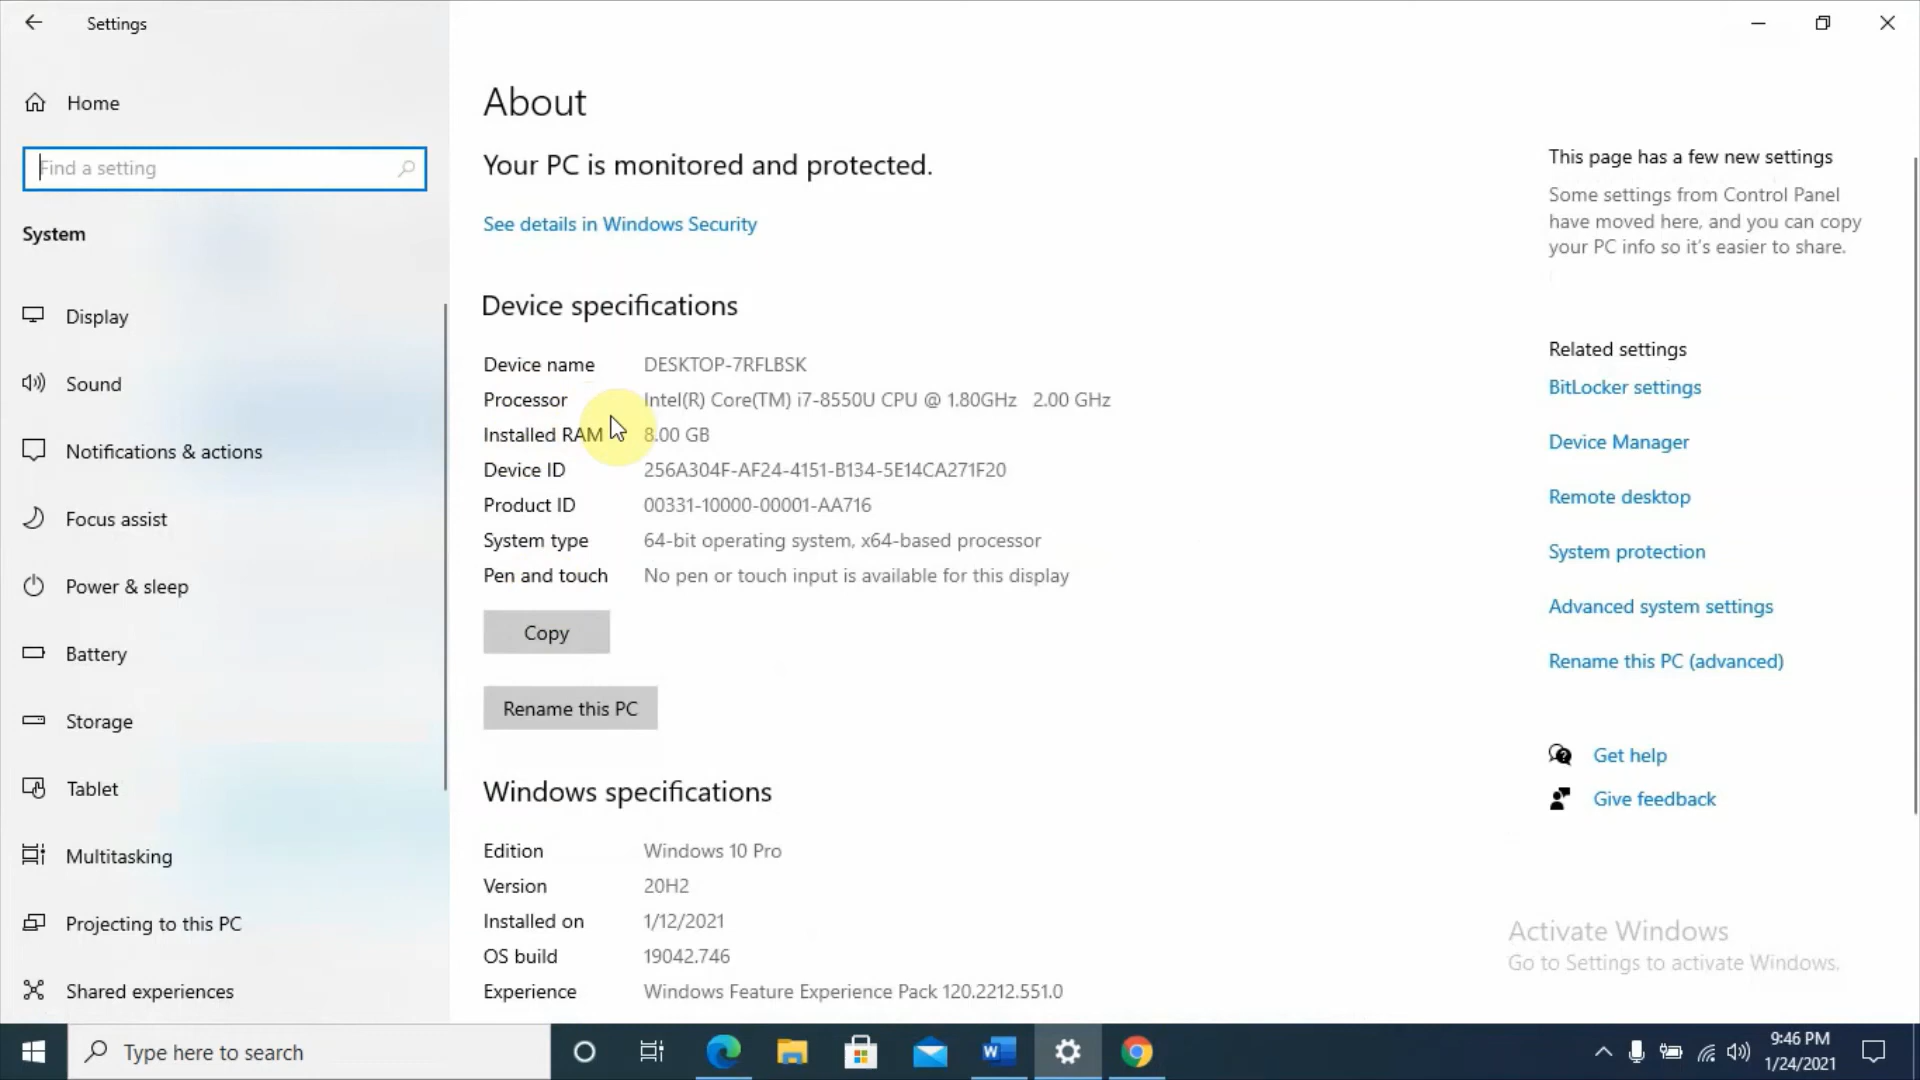 Settings
Home
Find a setting
System
Display
Sound
Notifications & actions
Focus assist
Power & sleep
Battery
Storage
Tablet
Multitasking
Projecting to this PC
Shared experiences
About
Your PC is monitored and protected.
See details in Windows Security
Device specifications
Device name DESKTOP-7RFLBSK
Processor Intel(R) Core(TM) i7-8550U CPU @ 1.80GHz 2.00 GHz
Installed RAM 8.00 GB
Device ID 256A304F-AF24-4151-B134-5E14CA271F20
Product ID 00331-10000-00001-AA716
System type 64-bit operating system, x64-based processor
Pen and touch No pen or touch input is available for this display
Copy
Rename this PC
Windows specifications
Edition Windows 10 Pro
Version 20H2
Installed on 1/12/2021
OS build 19042.746
Experience Windows Feature Experience Pack 120.2212.551.0
This page has a few new settings
Some settings from Control Panel
have moved here, and you can copy
your PC info so it's easier to share.
Related settings
BitLocker settings
Device Manager
Remote desktop
System protection
Advanced system settings
Rename this PC (advanced)
Get help
Give feedback
Activate Windows
Go to Settings to activate Windows.
Type here to search
W
9:46 PM
1/24/2021